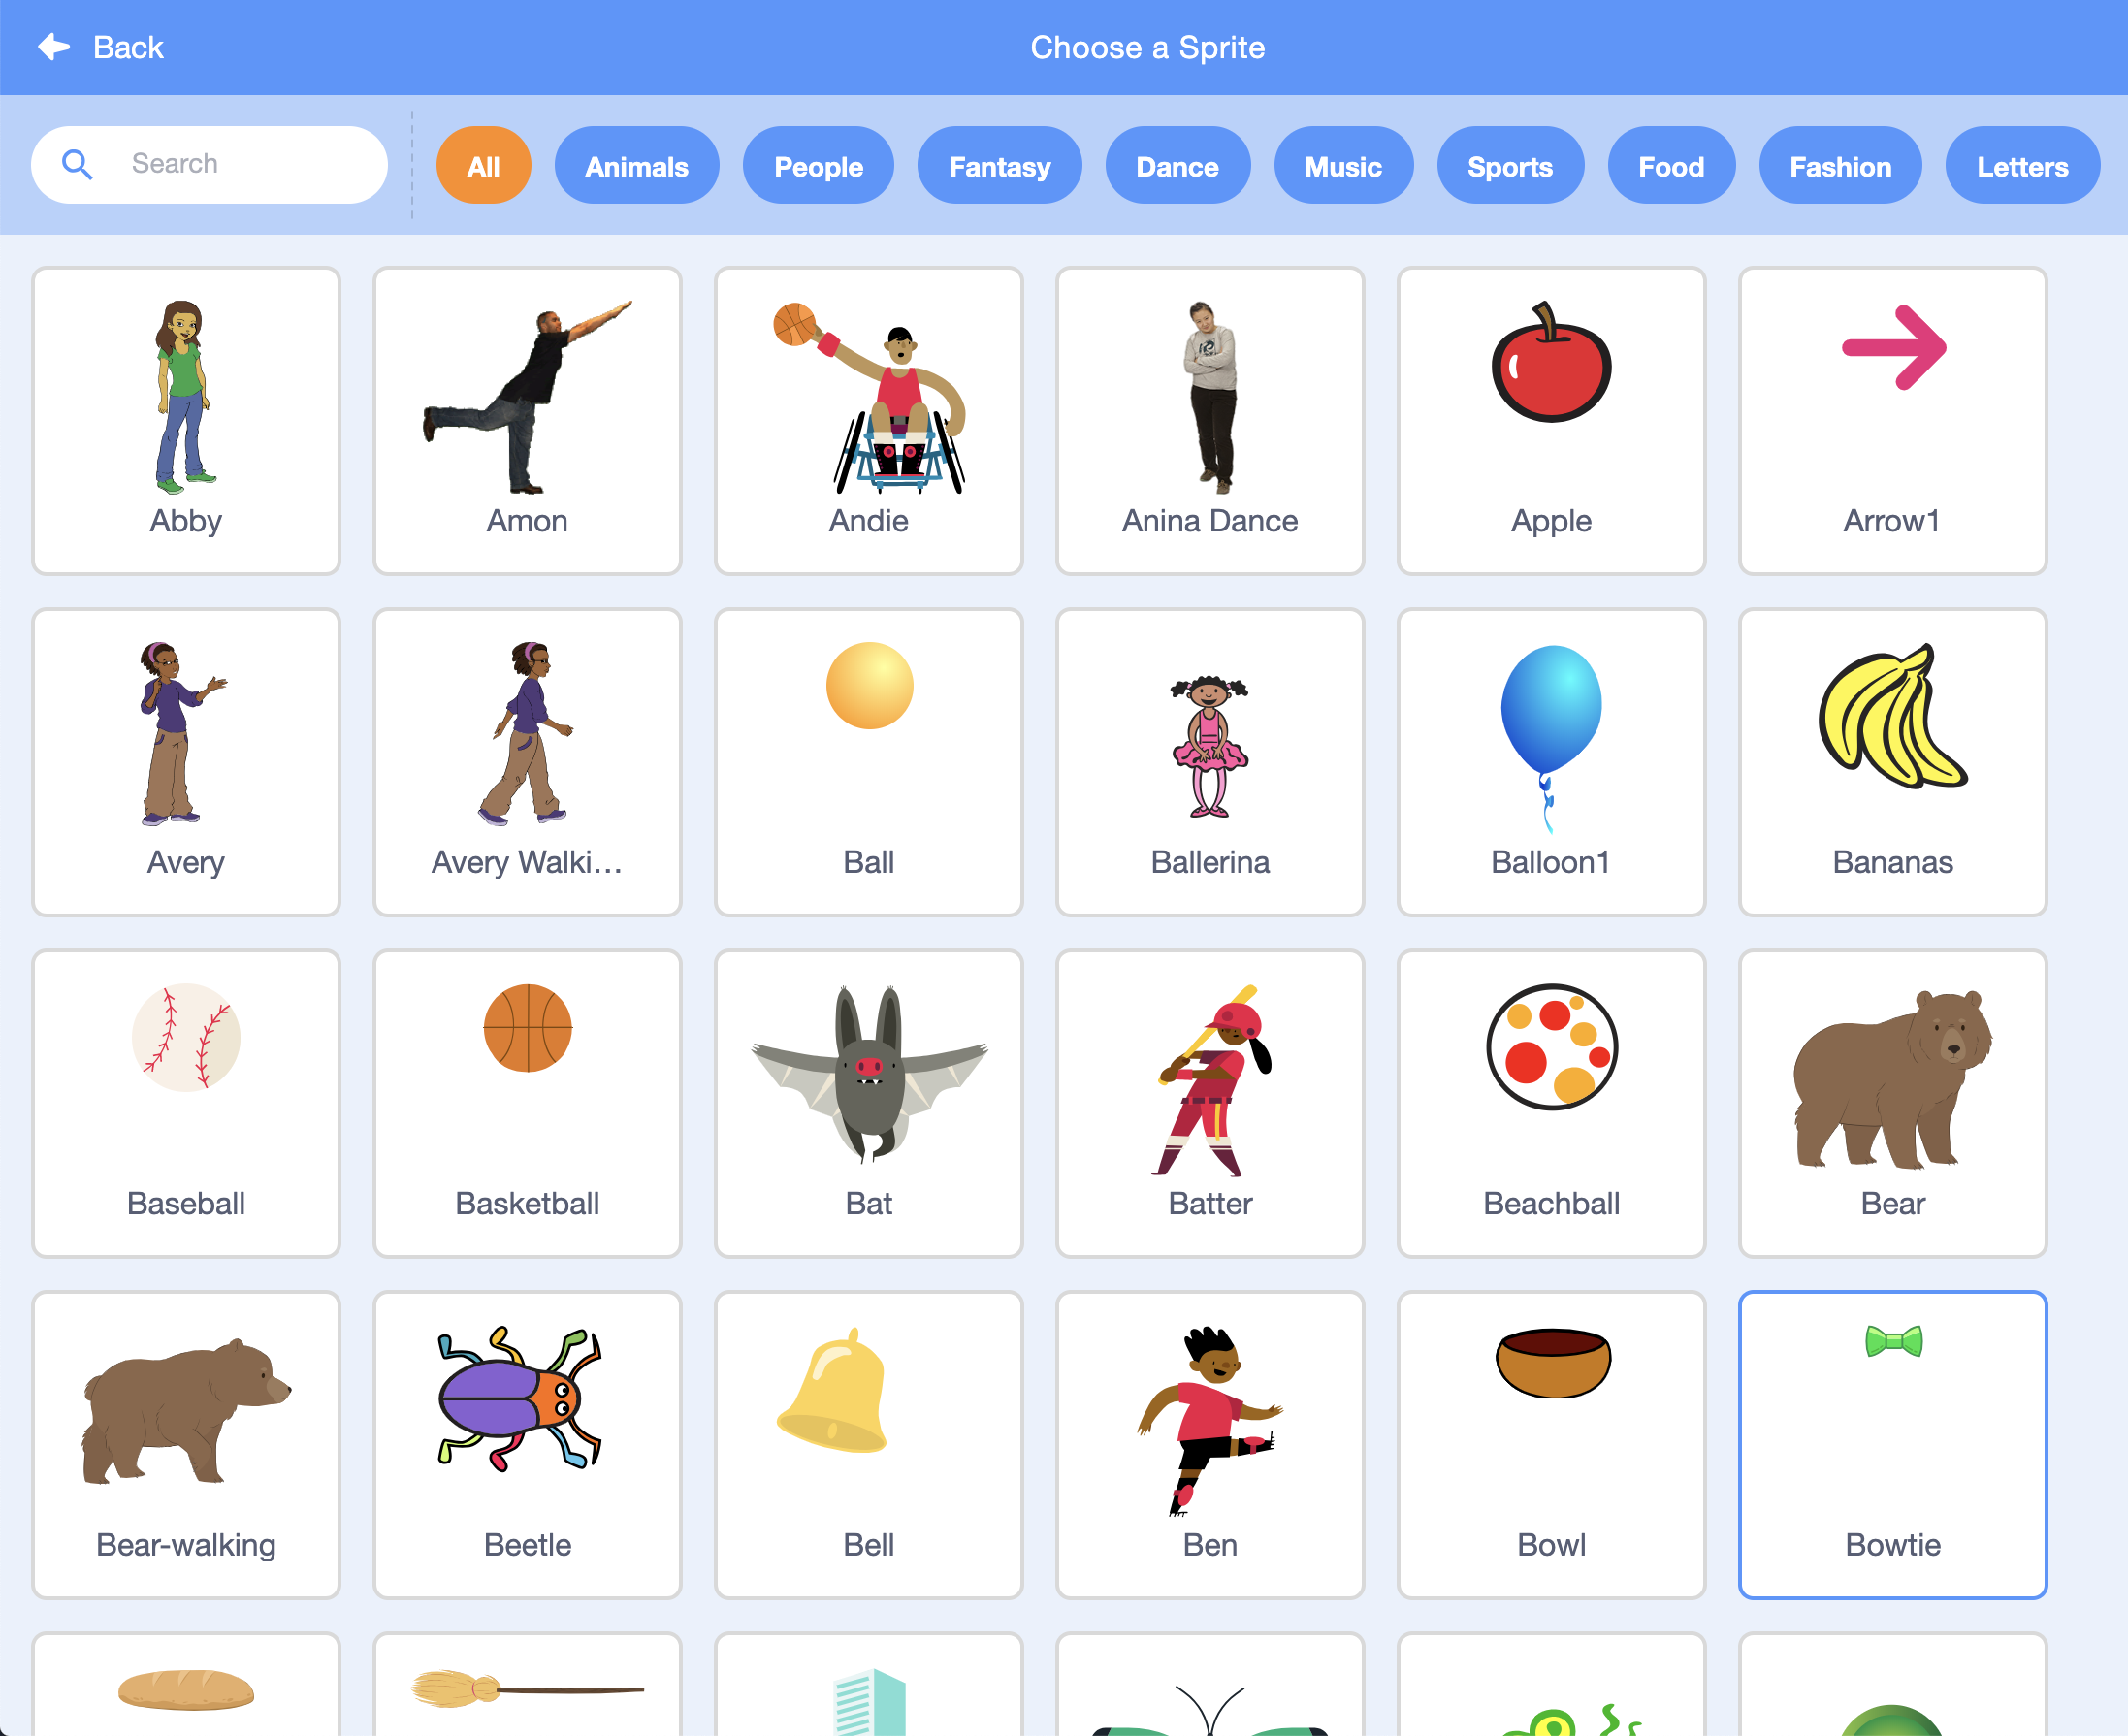 Back
Choose a Sprite
Search
All
Animals
People
Fantasy
Dance
Music
Sports
Food
Fashion
Letters
Abby
Amon
Andie
Anina Dance
Apple
Arrow1
Avery
Avery Walki...
Ball
Ballerina
Balloon1
Bananas
Baseball
Basketball
Bat
Batter
Beachball
Bear
Bear-walking
Beetle
Bell
Ben
Bowl
Bowtie